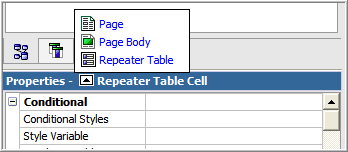 Page
Page Body
Repeater Table
Properties - Repeater Table Cell
Conditional
Conditional Styles
Style Variable